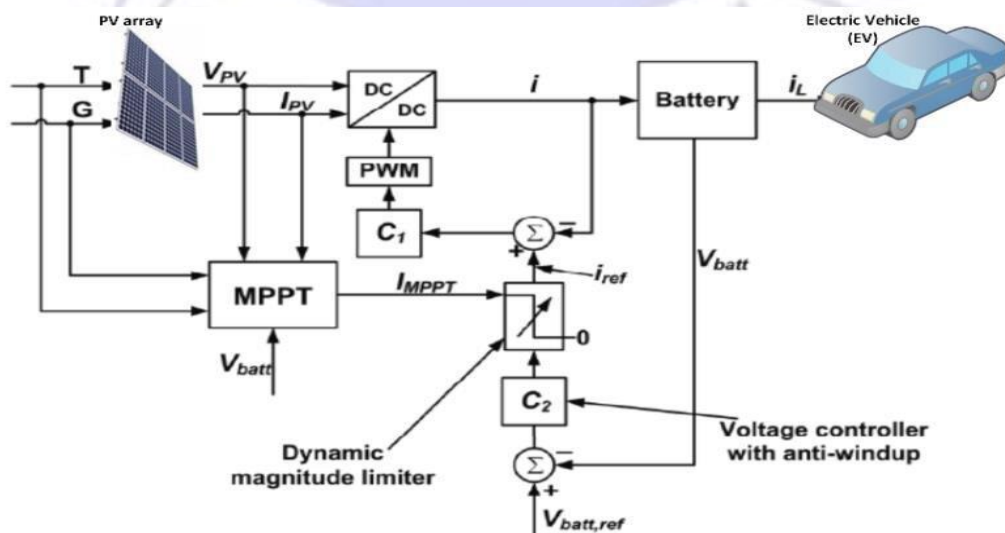 PV array
Electric Vehicle
(EV)
T
G
V_PV
I_PV
DC
DC
i
Battery
i_L
PWM
C_1
Σ
+
−
V_batt
i_ref
MPPT
I_MPPT
0
V_batt
C_2
Dynamic
magnitude limiter
Voltage controller
with anti-windup
Σ
−
+
V_batt,ref